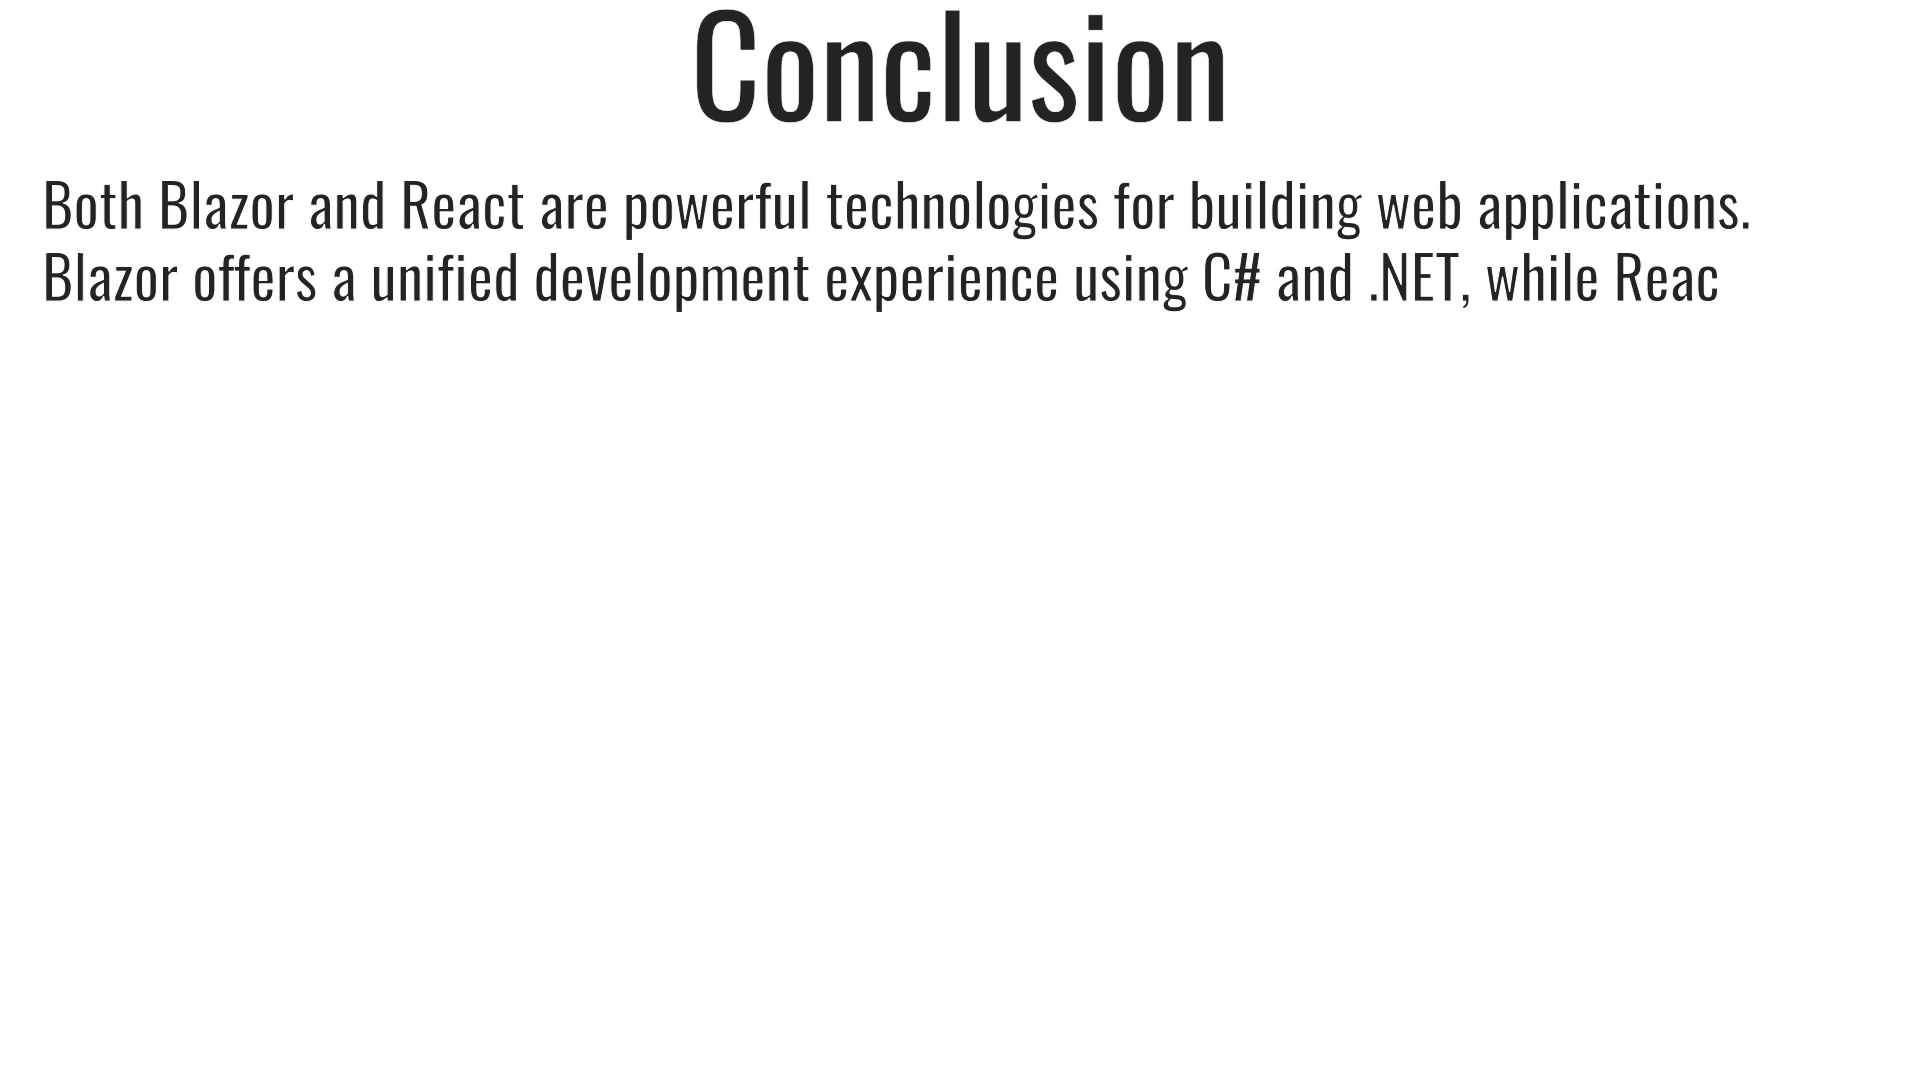 Conclusion
Both Blazor and React are powerful technologies for building web applications.
Blazor offers a unified development experience using C# and .NET, while Reac